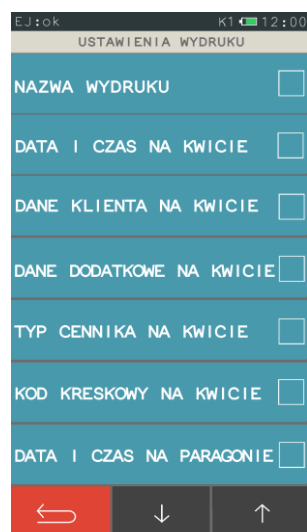 EJ:ok K1 12:00
USTAWIENIA WYDRUKU
NAZWA WYDRUKU
DATA I CZAS NA KWICIE
DANE KLIENTA NA KWICIE
DANE DODATKOWE NA KWICIE
TYP CENNIKA NA KWICIE
KOD KRESKOWY NA KWICIE
DATA I CZAS NA PARAGONIE